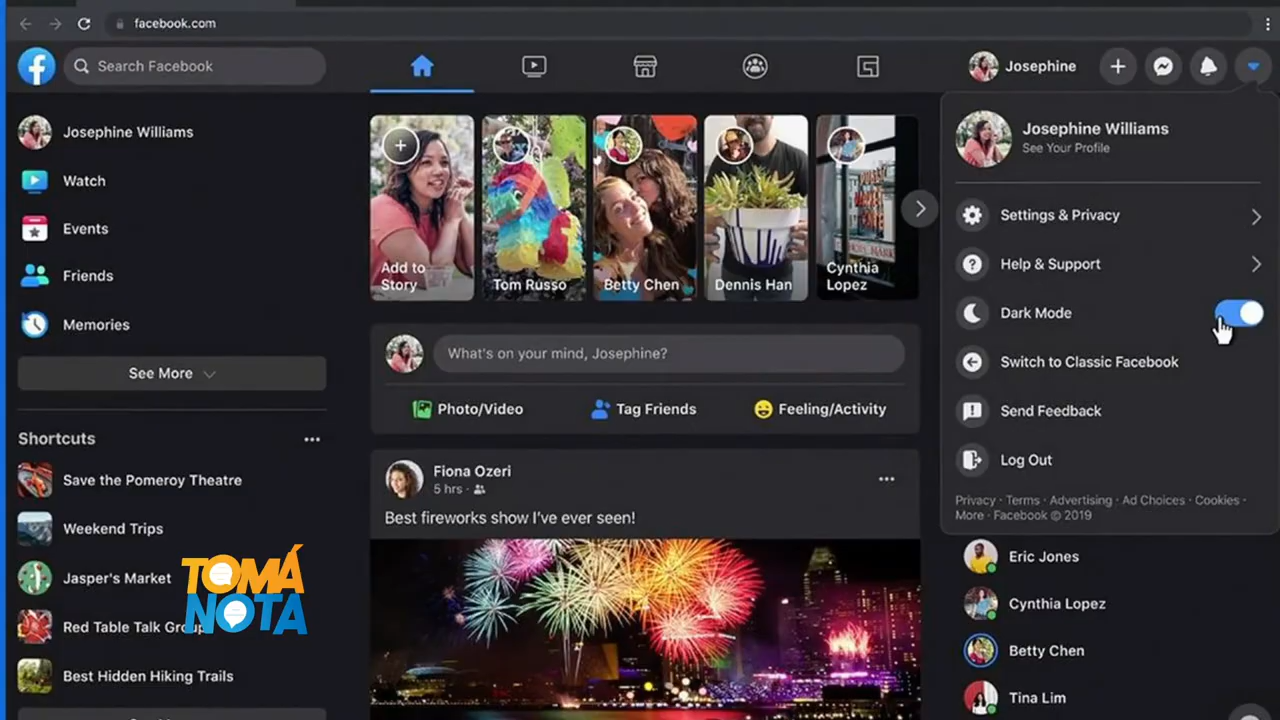 facebook.com
Search Facebook
Josephine
Josephine Williams
Watch
Events
Friends
Memories
See More
Shortcuts
Save the Pomeroy Theatre
Weekend Trips
Jasper's Market
Red Table Talk Group
Best Hidden Hiking Trails
TOMÁ
NOTA
Add to
Story
Tom Russo
Betty Chen
Dennis Han
Cynthia
Lopez
What's on your mind, Josephine?
Photo/Video
Tag Friends
Feeling/Activity
Fiona Ozeri
5 hrs ·
Best fireworks show I've ever seen!
Josephine Williams
See Your Profile
Settings & Privacy
Help & Support
Dark Mode
Switch to Classic Facebook
Send Feedback
Log Out
Privacy · Terms · Advertising · Ad Choices · Cookies ·
More · Facebook © 2019
Eric Jones
Cynthia Lopez
Betty Chen
Tina Lim